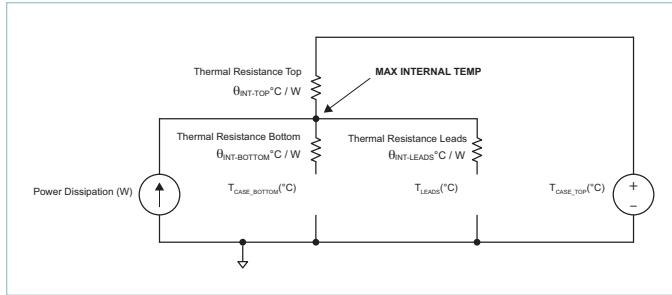 Thermal Resistance Top
MAX INTERNAL TEMP
θINT-TOP°C / W
Thermal Resistance Bottom
Thermal Resistance Leads
θINT-BOTTOM°C / W
θINT-LEADS°C / W
Power Dissipation (W)
TCASE_BOTTOM(°C)
TLEADS(°C)
TCASE_TOP(°C)
+
−